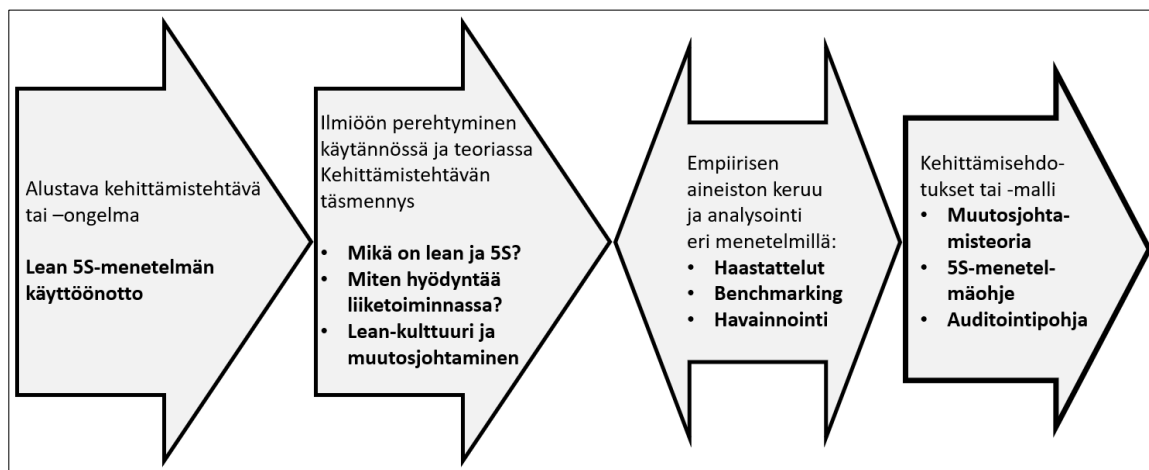 Alustava kehittämistehtävä
tai –ongelma
Lean 5S-menetelmän
käyttöönotto
Ilmiöön perehtyminen
käytännössä ja teoriassa
Kehittämistehtävän
täsmennys
• Mikä on lean ja 5S?
• Miten hyödyntää
liiketoiminnassa?
• Lean-kulttuuri ja
muutosjohtaminen
Empiirisen
aineiston keruu
ja analysointi
eri menetelmillä:
• Haastattelut
• Benchmarking
• Havainnointi
Kehittämisehdo-
tukset tai -malli
• Muutosjohta-
misteoria
• 5S-menetel-
mäohje
• Auditointipohja